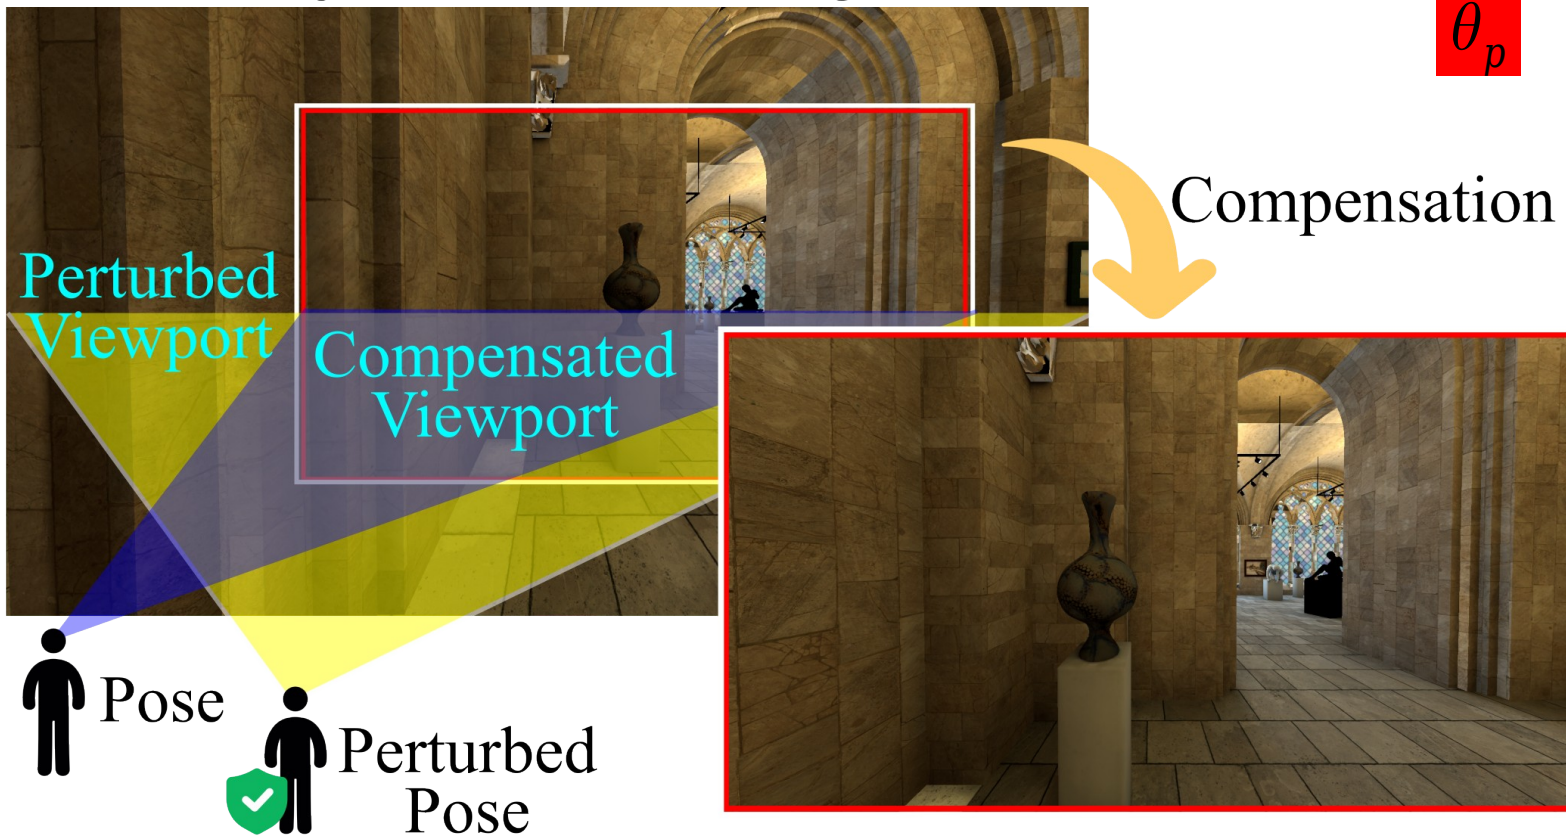 θp
Compensation
Perturbed
Viewport
Compensated
Viewport
Pose
Perturbed
Pose